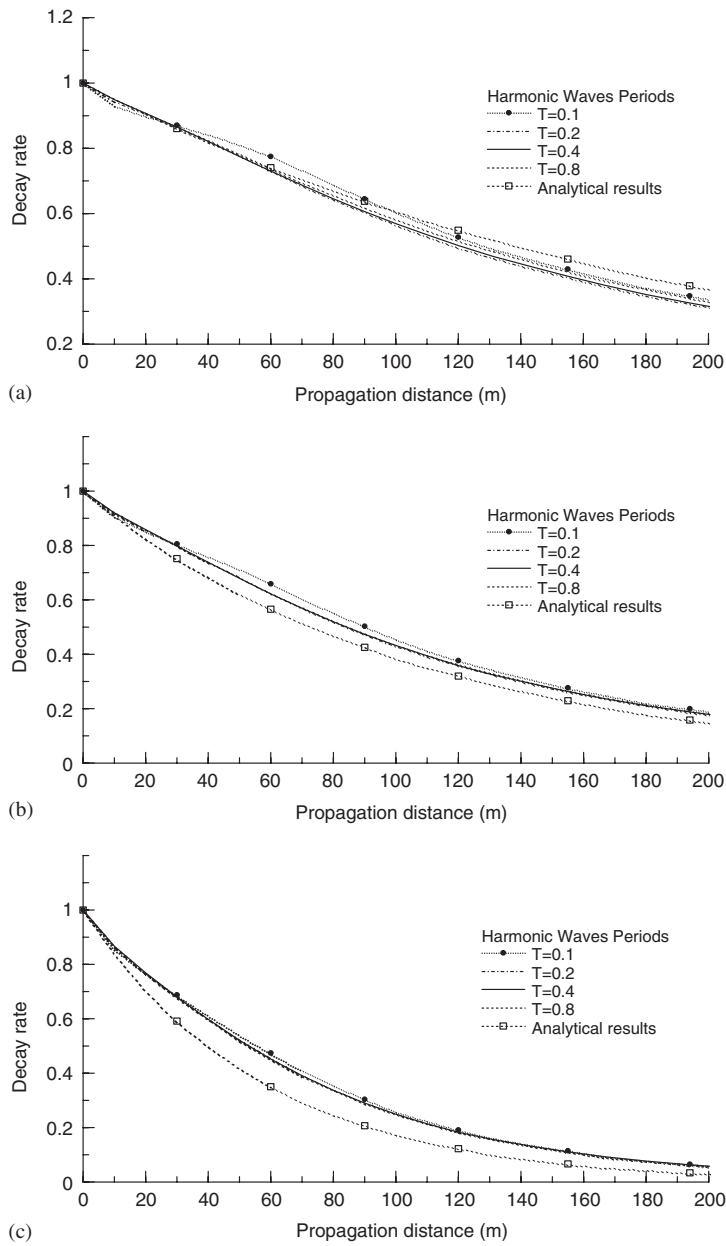 1.2
1
0.8
0.6
0.4
0.2
Decay rate
Harmonic Waves Periods
T=0.1
T=0.2
T=0.4
T=0.8
Analytical results
0 20 40 60 80 100 120 140 160 180 200
Propagation distance (m)
(a)
1
0.8
0.6
0.4
0.2
0
Decay rate
Harmonic Waves Periods
T=0.1
T=0.2
T=0.4
T=0.8
Analytical results
0 20 40 60 80 100 120 140 160 180 200
Propagation distance (m)
(b)
1
0.8
0.6
0.4
0.2
0
Decay rate
Harmonic Waves Periods
T=0.1
T=0.2
T=0.4
T=0.8
Analytical results
0 20 40 60 80 100 120 140 160 180 200
Propagation distance (m)
(c)